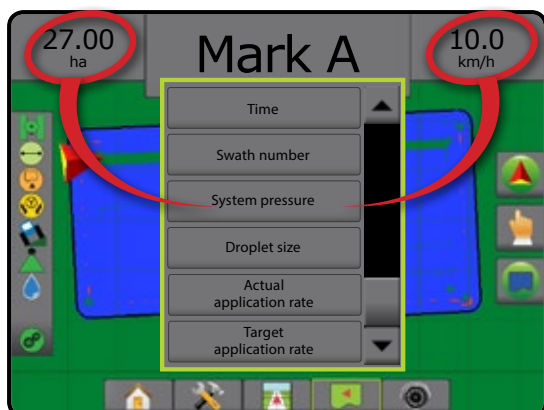 27.00
ha
Mark A
10.0
km/h
Time
Swath number
System pressure
Droplet size
Actual
application rate
Target
application rate